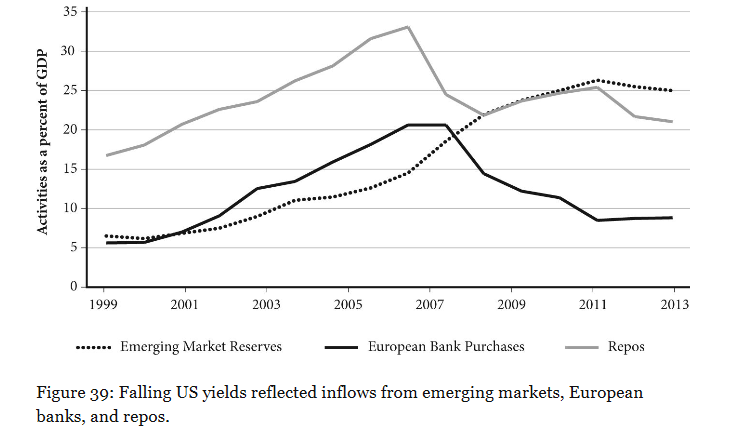 35
30
25
20
15
10
5
0
Activities as a percent of GDP
1999 2001 2003 2005 2007 2009 2011 2013
Emerging Market Reserves European Bank Purchases Repos
Figure 39: Falling US yields reflected inflows from emerging markets, European
banks, and repos.